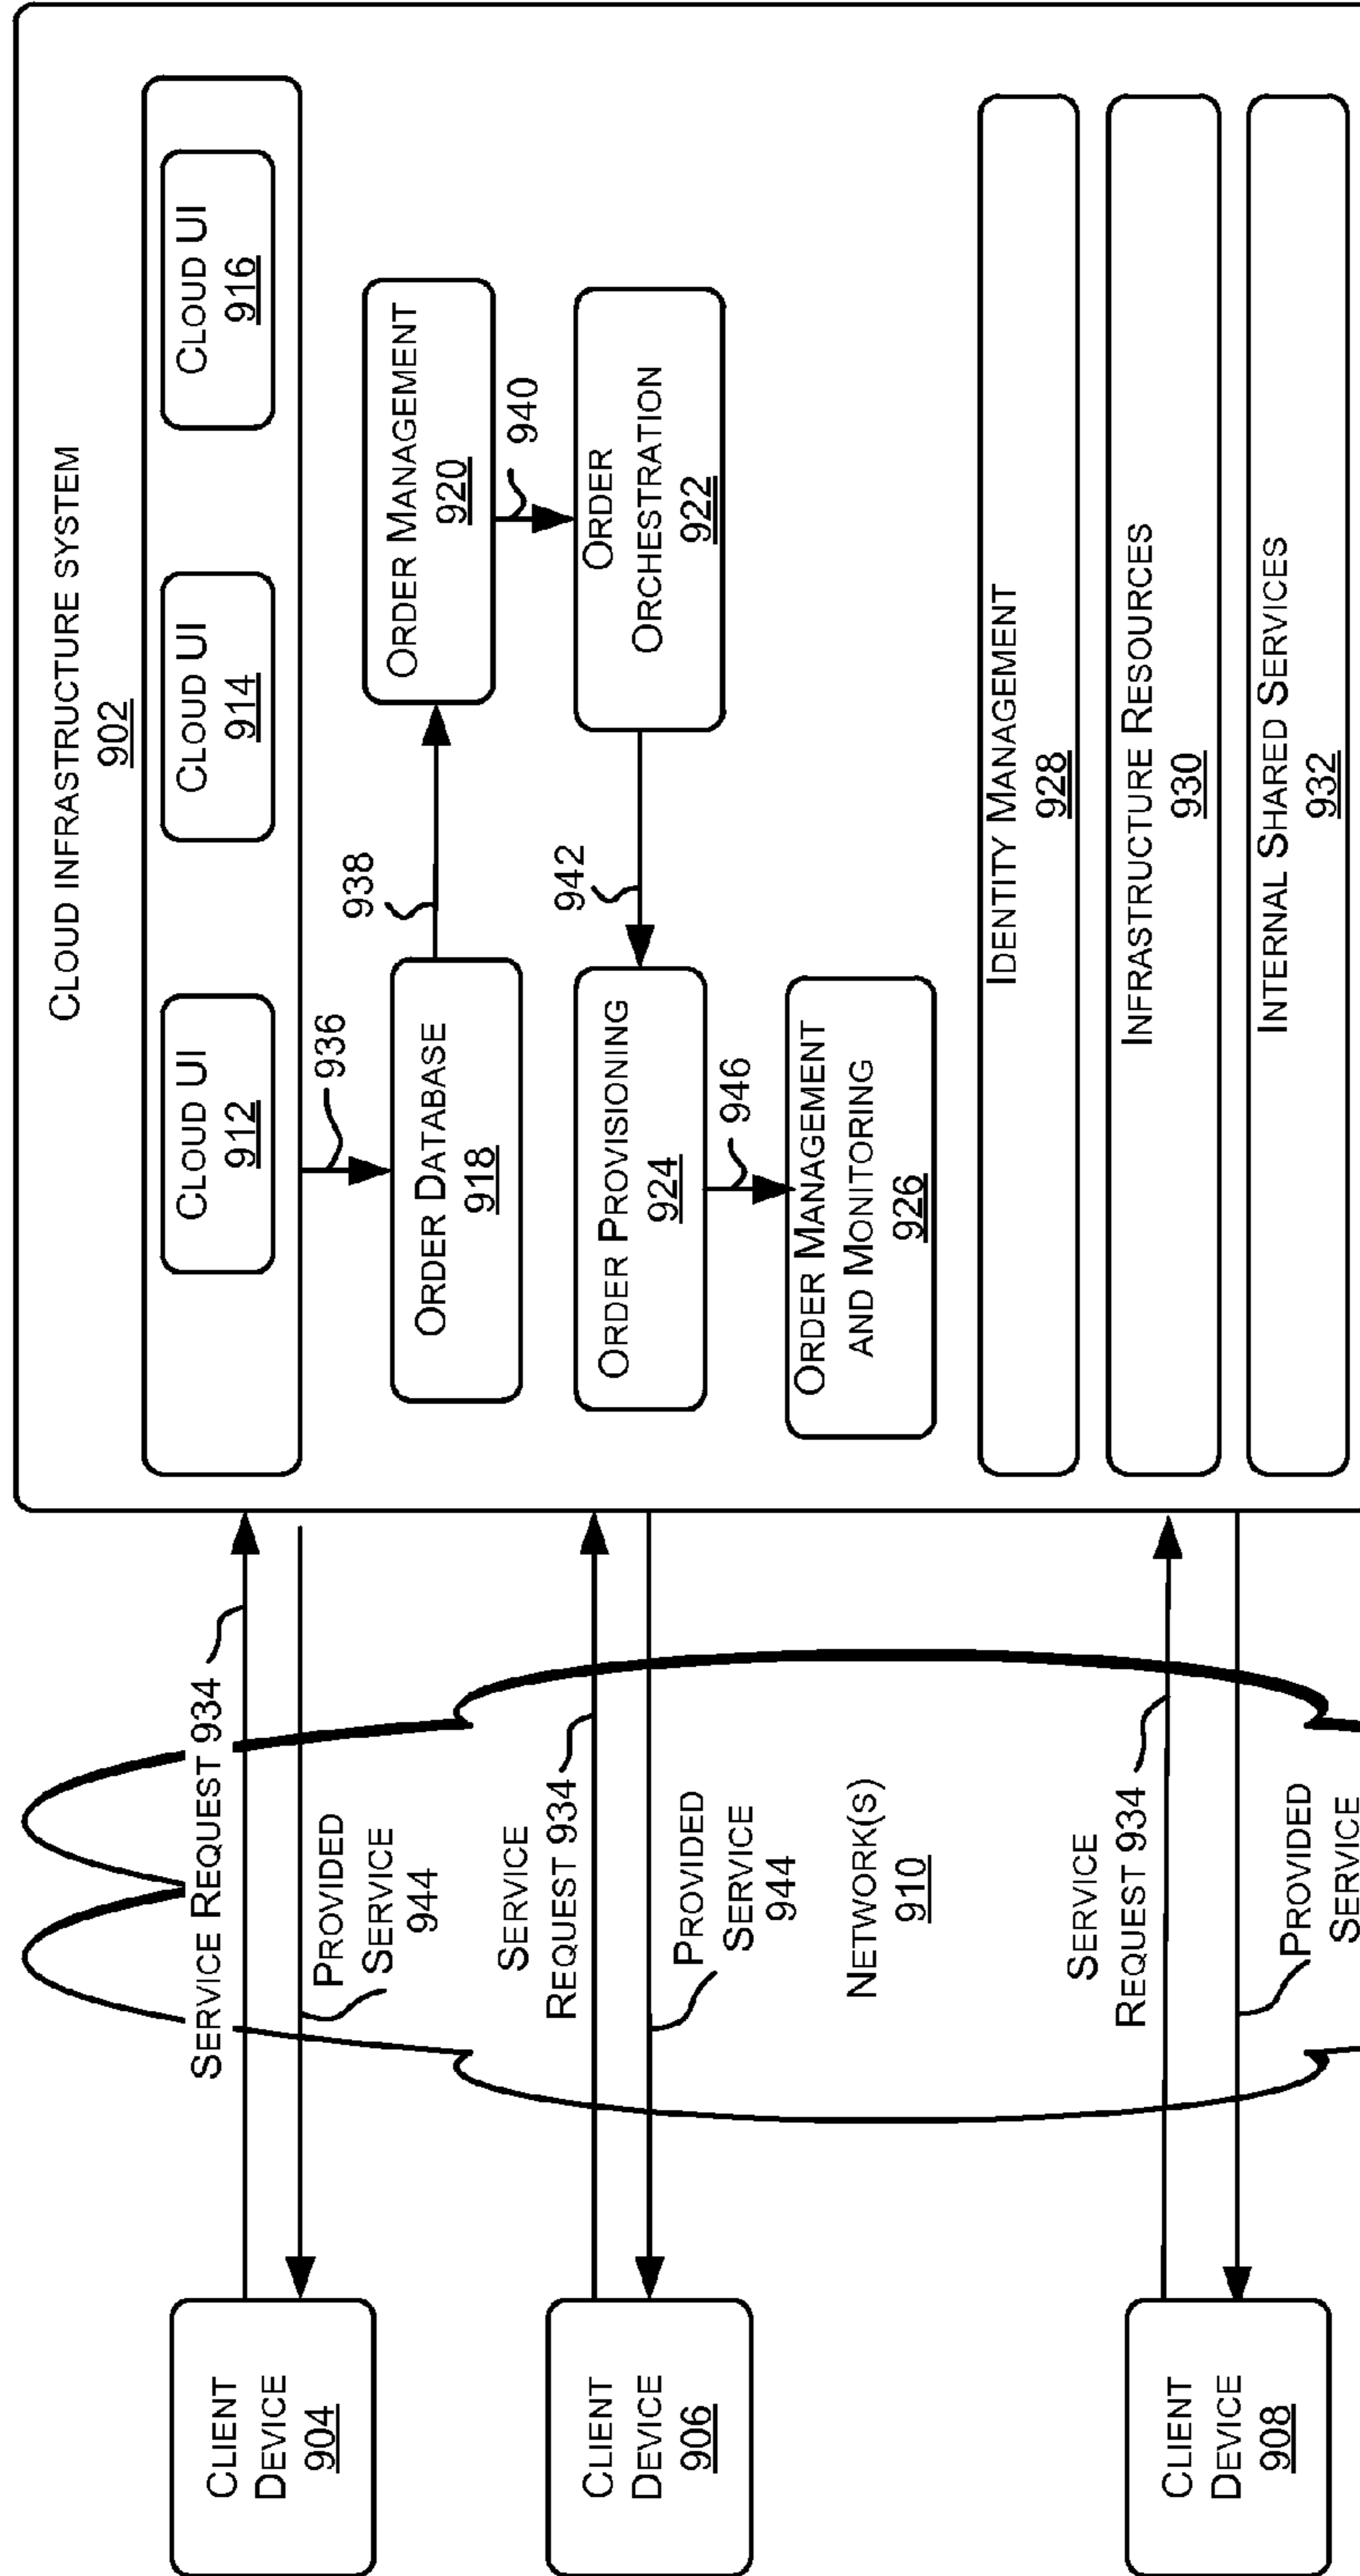 CLOUD INFRASTRUCTURE SYSTEM
902
CLOUD UI
912
CLOUD UI
914
CLOUD UI
916
936
ORDER DATABASE
918
938
ORDER MANAGEMENT
920
940
ORDER
ORCHESTRATION
922
942
ORDER PROVISIONING
924
946
ORDER MANAGEMENT
AND MONITORING
926
IDENTITY MANAGEMENT
928
INFRASTRUCTURE RESOURCES
930
INTERNAL SHARED SERVICES
932
SERVICE REQUEST 934
PROVIDED
SERVICE
944
SERVICE
REQUEST 934
PROVIDED
SERVICE
944
NETWORK(S)
910
SERVICE
REQUEST 934
PROVIDED
SERVICE
CLIENT
DEVICE
904
CLIENT
DEVICE
906
CLIENT
DEVICE
908